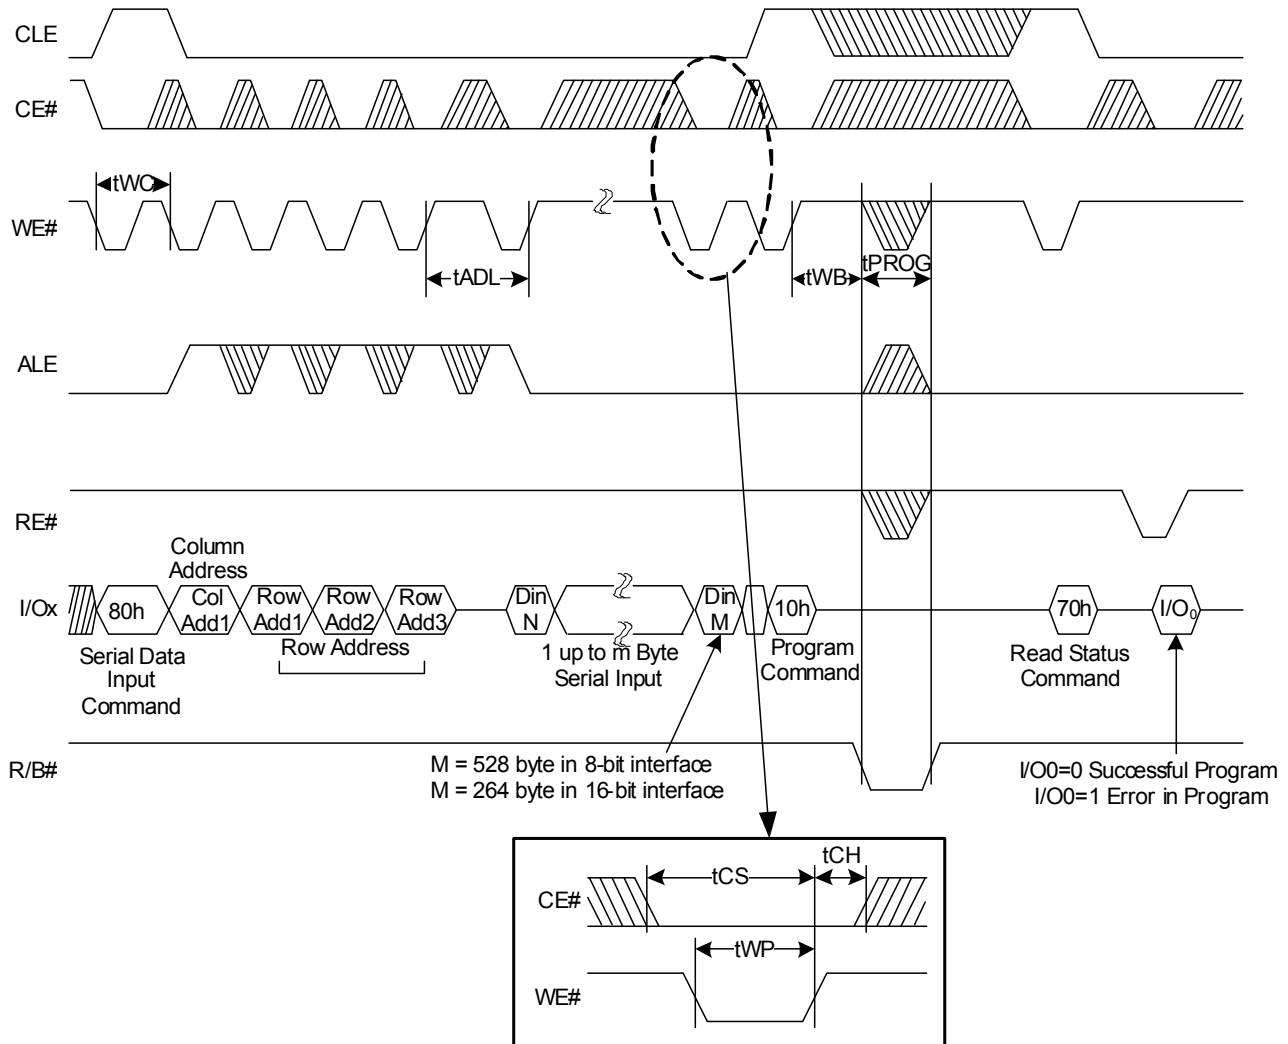 CLE
CE#
tWC
WE#
tADL
tWB
tPROG
ALE
RE#
Column
Address
I/Ox
80h
Col
Add1
Row
Add1
Row
Add2
Row
Add3
Din
N
Din
M
10h
70h
I/O0
Serial Data
Input
Command
Row Address
1 up to m Byte
Serial Input
Program
Command
Read Status
Command
R/B#
M = 528 byte in 8-bit interface
M = 264 byte in 16-bit interface
I/O0=0 Successful Program
I/O0=1 Error in Program
tCH
tCS
CE#
tWP
WE#